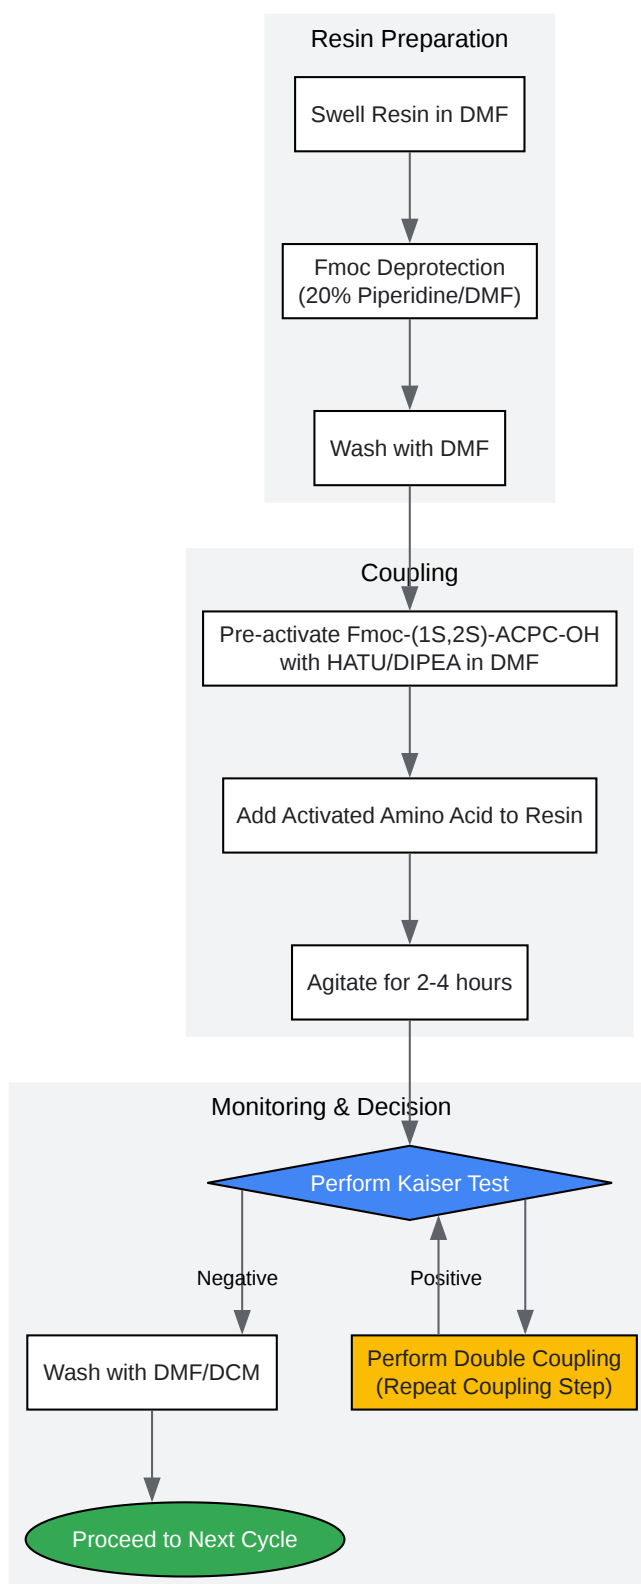 Resin Preparation
Swell Resin in DMF
Fmoc Deprotection
(20% Piperidine/DMF)
Wash with DMF
Coupling
Pre-activate Fmoc-(1S,2S)-ACPC-OH
with HATU/DIPEA in DMF
Add Activated Amino Acid to Resin
Agitate for 2-4 hours
Monitoring & Decision
Perform Kaiser Test
Negative
Positive
Wash with DMF/DCM
Perform Double Coupling
(Repeat Coupling Step)
Proceed to Next Cycle